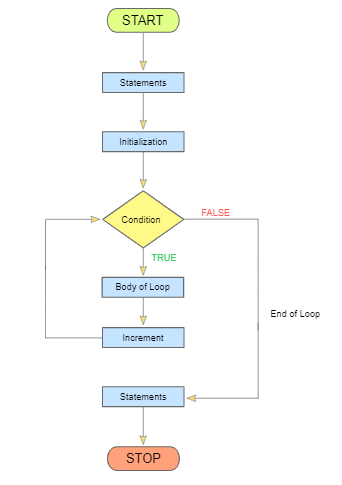 START
Statements
Initialization
Condition
FALSE
TRUE
Body of Loop
End of Loop
Increment
Statements
STOP